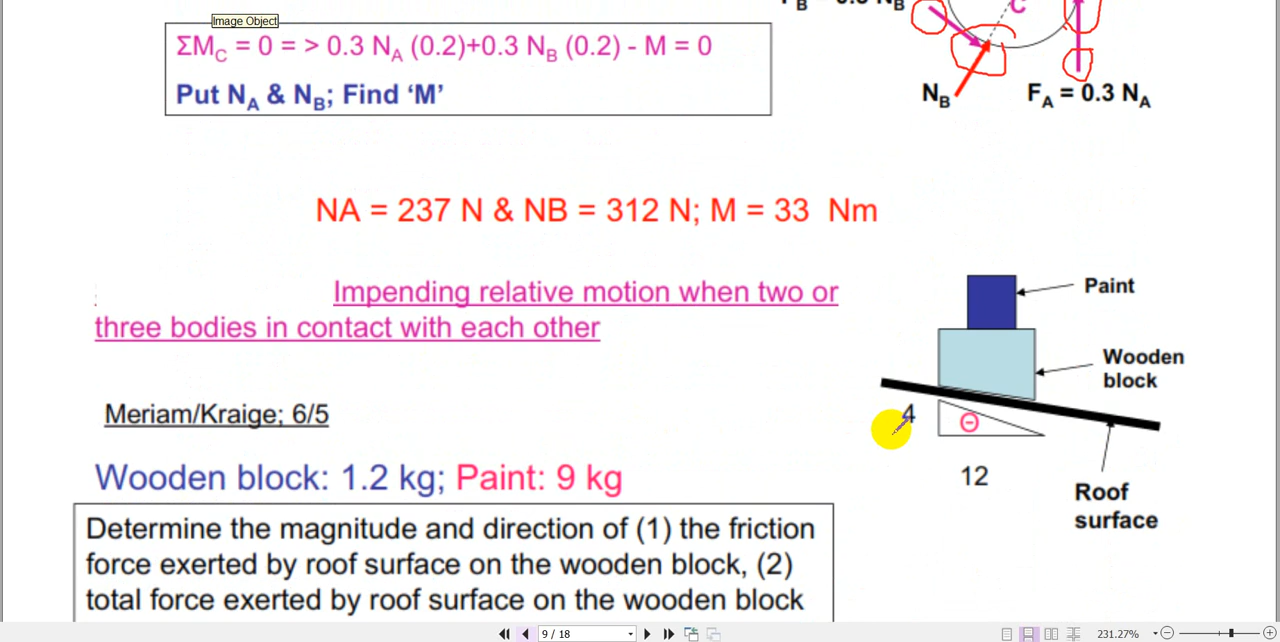 Image Object
ΣMC = 0 = > 0.3 NA (0.2)+0.3 NB (0.2) - M = 0
Put NA & NB; Find ‘M’
C
NB
FA = 0.3 NA
NA = 237 N & NB = 312 N; M = 33 Nm
Impending relative motion when two or
three bodies in contact with each other
Paint
Wooden
block
4
Θ
12
Roof
surface
Meriam/Kraige; 6/5
Wooden block: 1.2 kg; Paint: 9 kg
Determine the magnitude and direction of (1) the friction
force exerted by roof surface on the wooden block, (2)
total force exerted by roof surface on the wooden block
9 / 18
231.27%